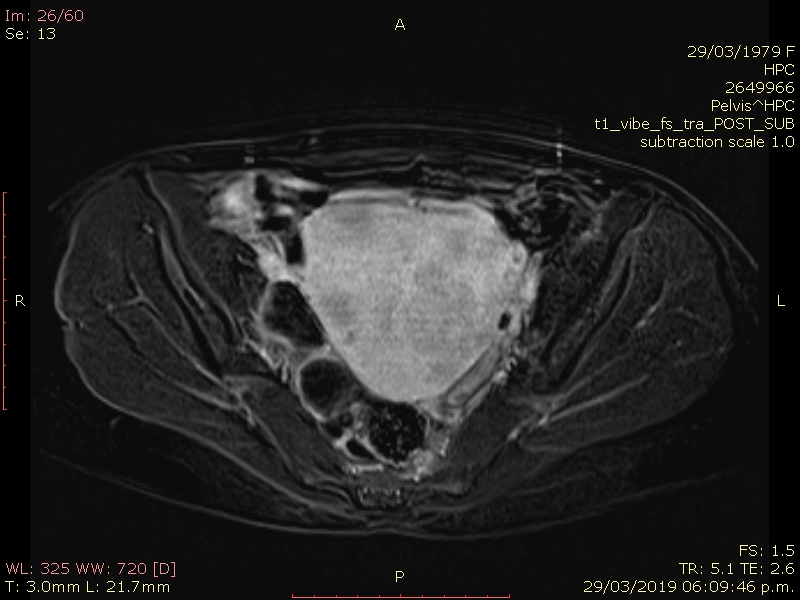 Im: 26/60
Se: 13
A
29/03/1979 F
HPC
2649966
Pelvis^HPC
t1_vibe_fs_tra_POST_SUB
subtraction scale 1.0
R
L
WL: 325 WW: 720 [D]
T: 3.0mm L: 21.7mm
P
FS: 1.5
TR: 5.1 TE: 2.6
29/03/2019 06:09:46 p.m.